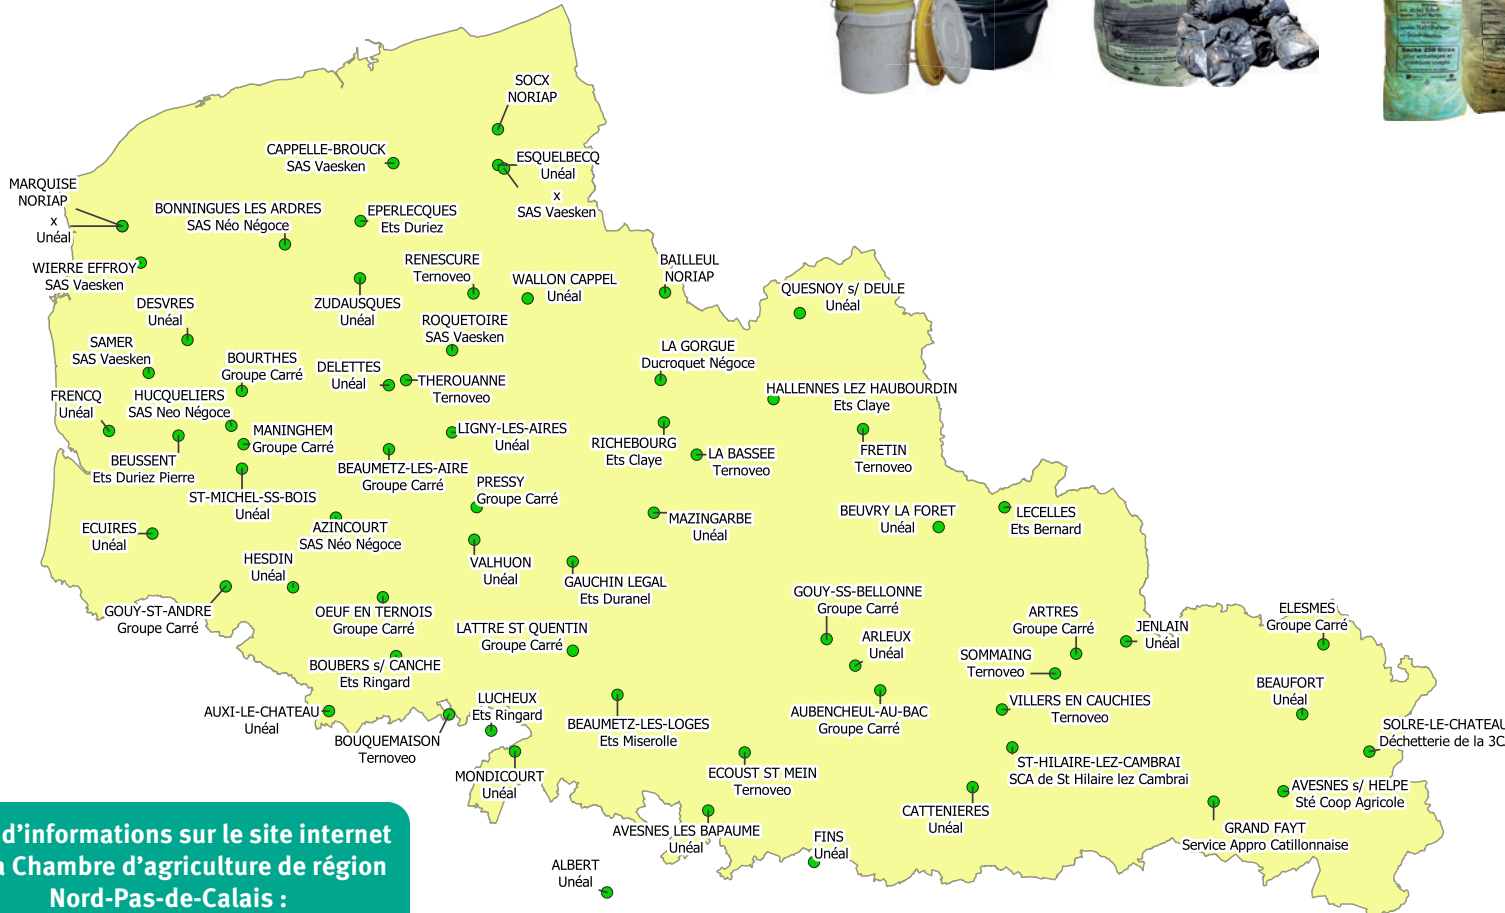 SOCX
NORIAP
CAPPELLE-BROUCK
SAS Vaesken
ESQUELBECQ
Unéal
x
SAS Vaesken
MARQUISE
NORIAP
x
Unéal
BONNINGUES LES ARDRES
SAS Néo Négoce
EPERLECQUES
Ets Duriez
WIERRE EFFROY
SAS Vaesken
RENESCURE
Ternoveo
WALLON CAPPEL
Unéal
BAILLEUL
NORIAP
QUESNOY s/ DEULE
Unéal
DESVRES
Unéal
ZUDAUSQUES
Unéal
ROQUETOIRE
SAS Vaesken
SAMER
SAS Vaesken
BOURTHES
Groupe Carré
DELETTES
Unéal
THEROUANNE
Ternoveo
LA GORGUE
Ducroquet Négoce
HALLENNES LEZ HAUBOURDIN
Ets Claye
FRENCQ
Unéal
HUCQUELIERS
SAS Neo Négoce
MANINGHEM
Groupe Carré
LIGNY-LES-AIRES
Unéal
RICHEBOURG
Ets Claye
LA BASSEE
Ternoveo
FRETIN
Ternoveo
BEUSSENT
Ets Duriez Pierre
BEAUMETZ-LES-AIRE
Groupe Carré
PRESSY
Groupe Carré
ST-MICHEL-SS-BOIS
Unéal
MAZINGARBE
Unéal
BEUVRY LA FORET
Unéal
LECELLES
Ets Bernard
ECUIRES
Unéal
AZINCOURT
SAS Néo Négoce
HESDIN
Unéal
VALHUON
Unéal
GAUCHIN LEGAL
Ets Duranel
GOUY-SS-BELLONNE
Groupe Carré
GOUY-ST-ANDRE
Groupe Carré
OEUF EN TERNOIS
Groupe Carré
LATTRE ST QUENTIN
Groupe Carré
ARLEUX
Unéal
ARTRES
Groupe Carré
JENLAIN
Unéal
ELESMES
Groupe Carré
SOMMAING
Ternoveo
BOUBERS s/ CANCHE
Ets Ringard
BEAUFORT
Unéal
AUXI-LE-CHATEAU
Unéal
LUCHEUX
Ets Ringard
BEAUMETZ-LES-LOGES
Ets Miserolle
AUBENCHEUL-AU-BAC
Groupe Carré
VILLERS EN CAUCHIES
Ternoveo
SOLRE-LE-CHATEAU
Déchetterie de la 3C
BOUQUEMAISON
Ternoveo
MONDICOURT
Unéal
ECOUST ST MEIN
Ternoveo
ST-HILAIRE-LEZ-CAMBRAI
SCA de St Hilaire lez Cambrai
AVESNES s/ HELPE
Sté Coop Agricole
CATTENIERES
Unéal
GRAND FAYT
Service Appro Catillonnaise
AVESNES LES BAPAUME
Unéal
FINS
Unéal
ALBERT
Unéal
d'informations sur le site internet
a Chambre d'agriculture de région
Nord-Pas-de-Calais :